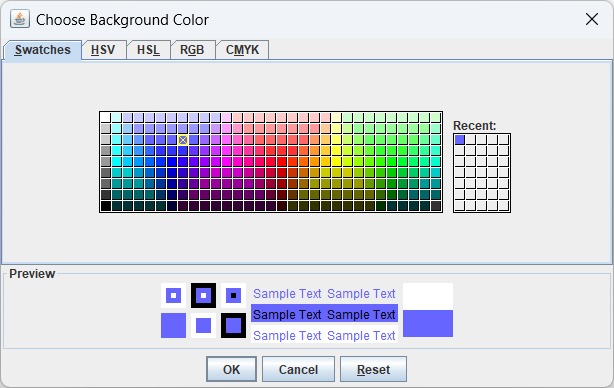 Choose Background Color
Swatches HSV HSL RGB CMYK
Recent:
Preview
Sample Text Sample Text
Sample Text Sample Text
Sample Text Sample Text
OK Cancel Reset